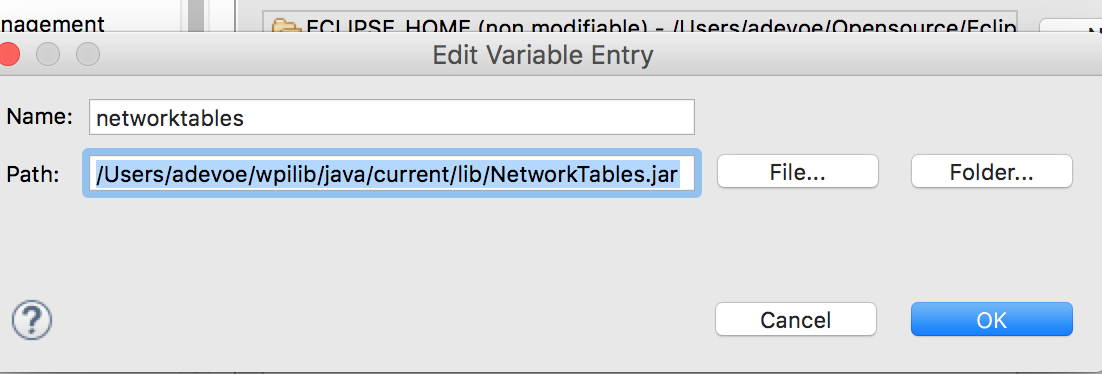 nagement
ECLIPSE_HOME (non modifiable) - /Users/adevoe/Opensource/Eclip
Edit Variable Entry
Name: networktables
Path: /Users/adevoe/wpilib/java/current/lib/NetworkTables.jar File... Folder...
? Cancel OK